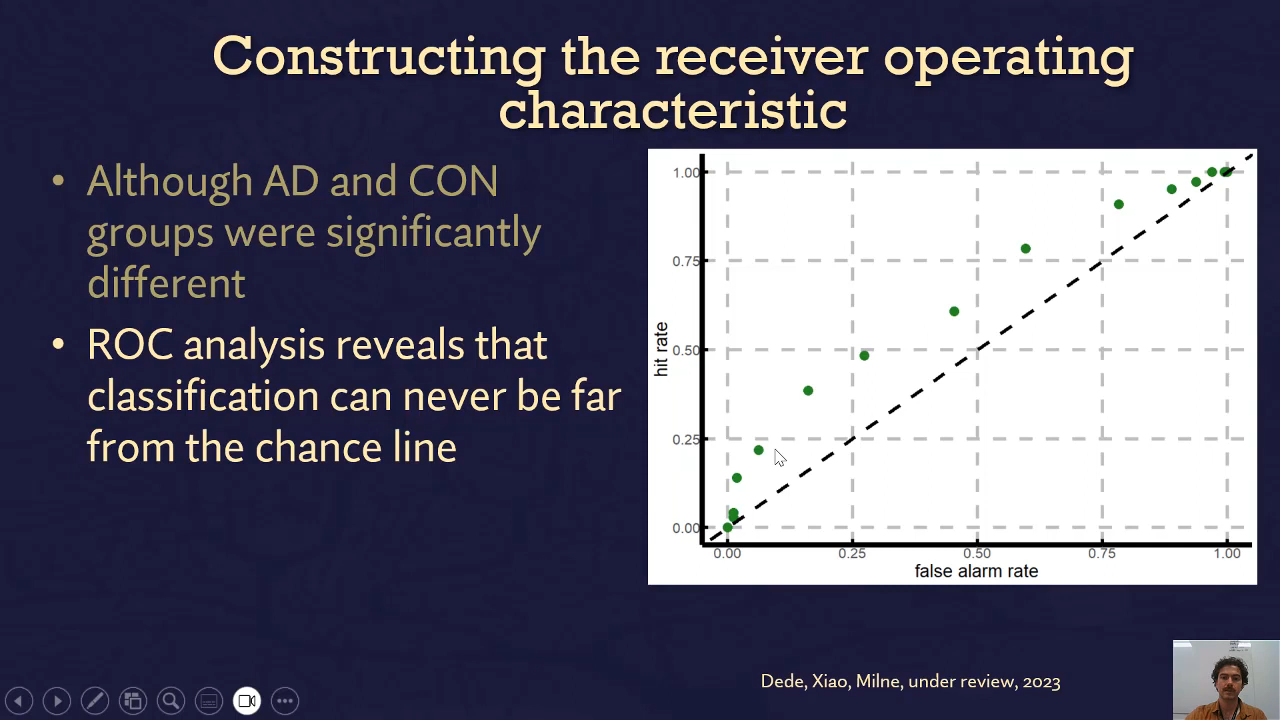 Constructing the receiver operating
characteristic
• Although AD and CON
groups were significantly
different
• ROC analysis reveals that
classification can never be far
from the chance line
hit rate
1.00
0.75
0.50
0.25
0.00
0.00 0.25 0.50 0.75 1.00
false alarm rate
Dede, Xiao, Milne, under review, 2023